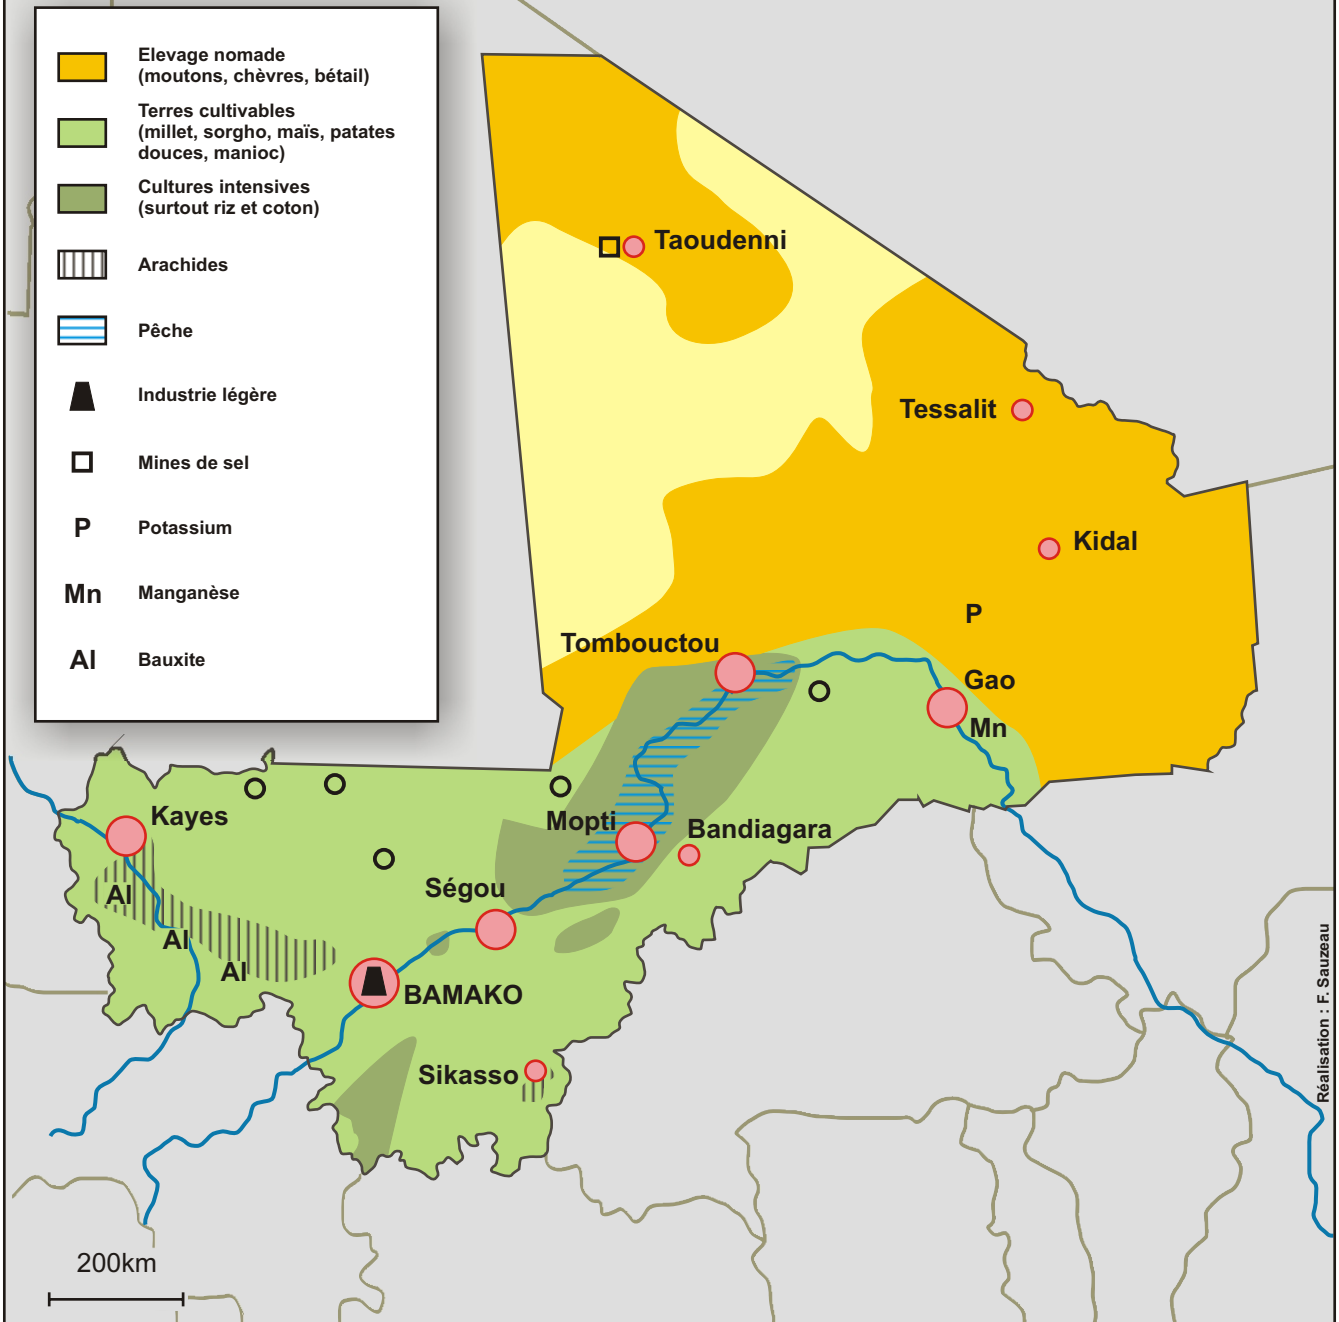 Elevage nomade
(moutons, chèvres, bétail)
Terres cultivables
(millet, sorgho, maïs, patates
douces, manioc)
Cultures intensives
(surtout riz et coton)
Arachides
Pêche
Industrie légère
Mines de sel
P Potassium
Mn Manganèse
Al Bauxite
Taoudenni
Tessalit
Kidal
P
Tombouctou
Gao
Mn
Kayes
Mopti
Bandiagara
Ségou
Al
Al
Al
BAMAKO
Sikasso
200km
Réalisation : F. Sauzeau